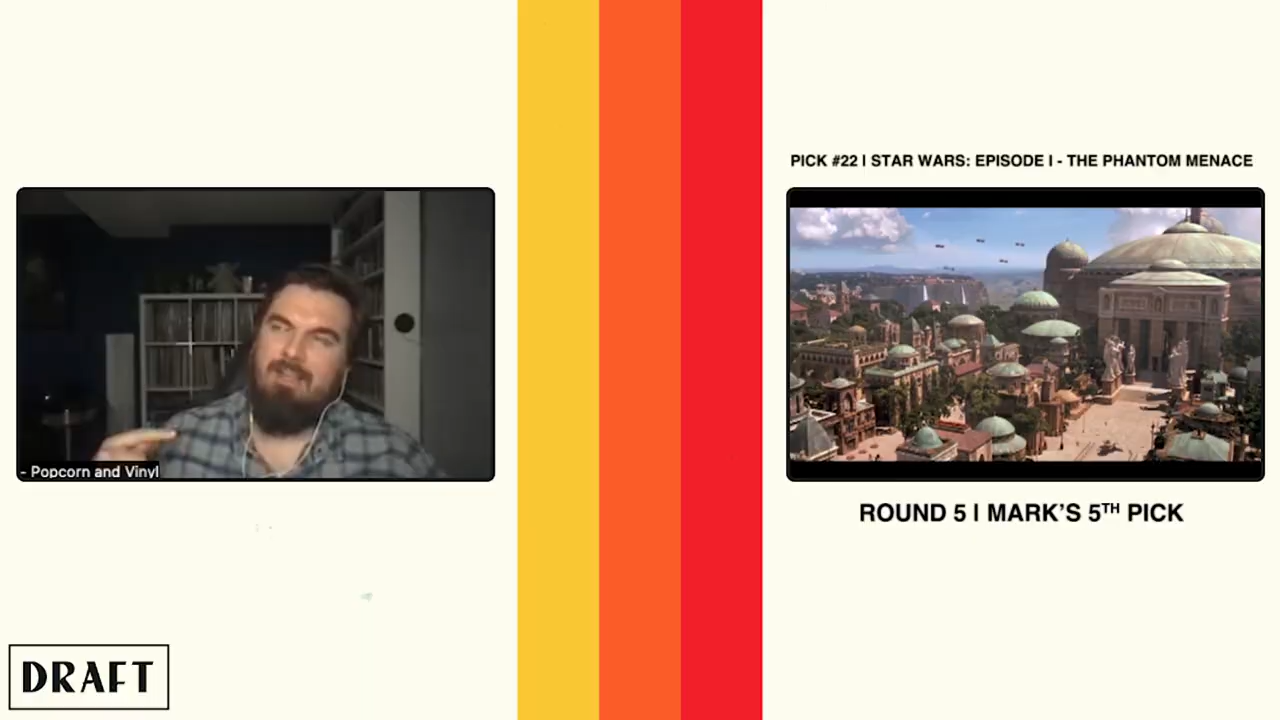 PICK #22 | STAR WARS: EPISODE I - THE PHANTOM MENACE
- Popcorn and Vinyl
ROUND 5 | MARK'S 5TH PICK
DRAFT